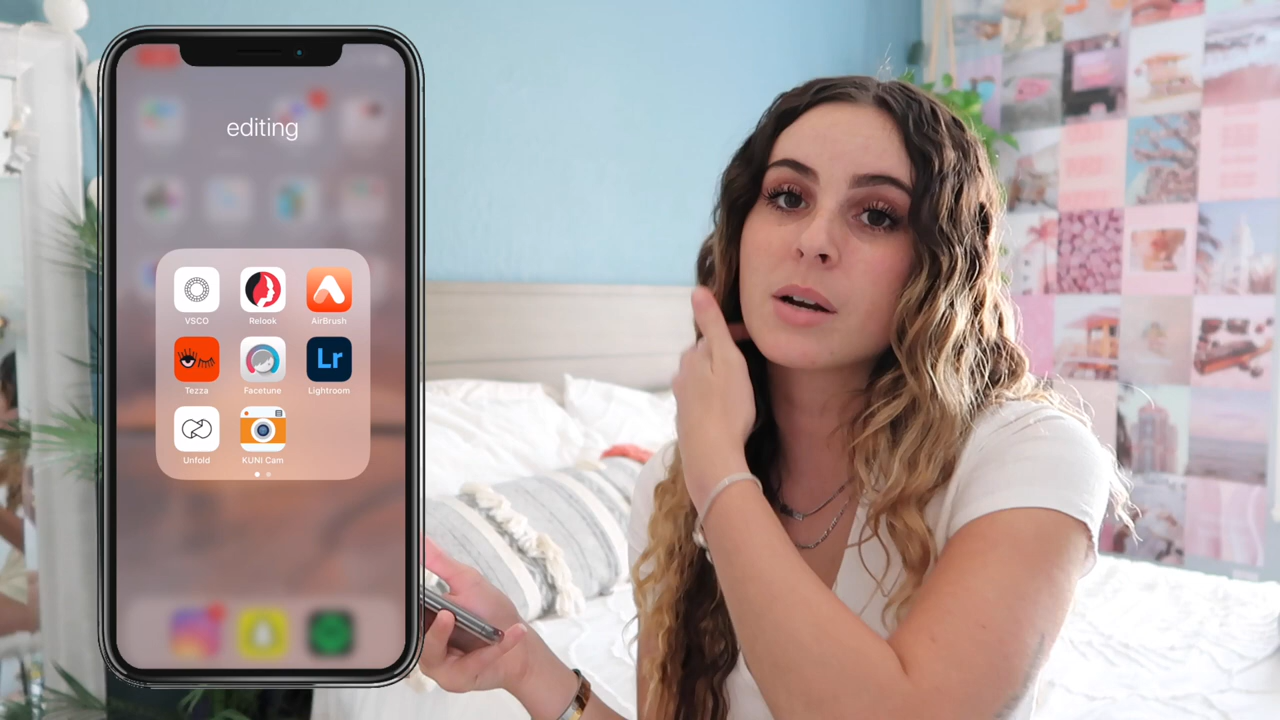 editing
VSCO Relook AirBrush
Tezza Facetune Lr Lightroom
Unfold KUNI Cam